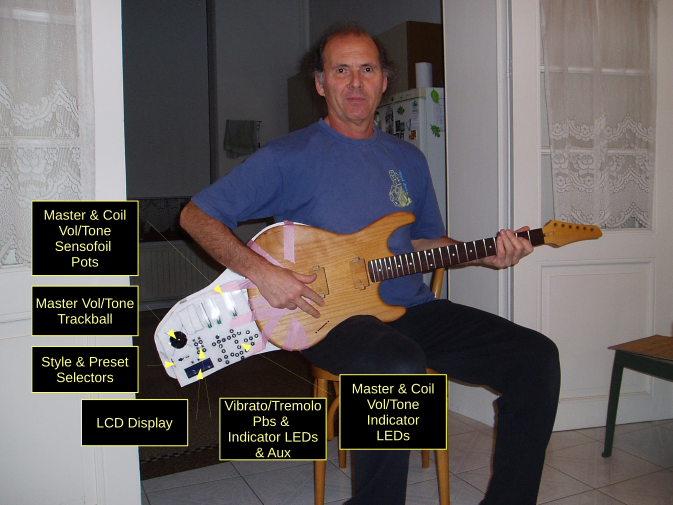 Master & Coil
Vol/Tone
Sensofoil
Pots
Master Vol/Tone
Trackball
Style & Preset
Selectors
LCD Display
Vibrato/Tremolo
Pbs &
Indicator LEDs
& Aux
Master & Coil
Vol/Tone
Indicator
LEDs